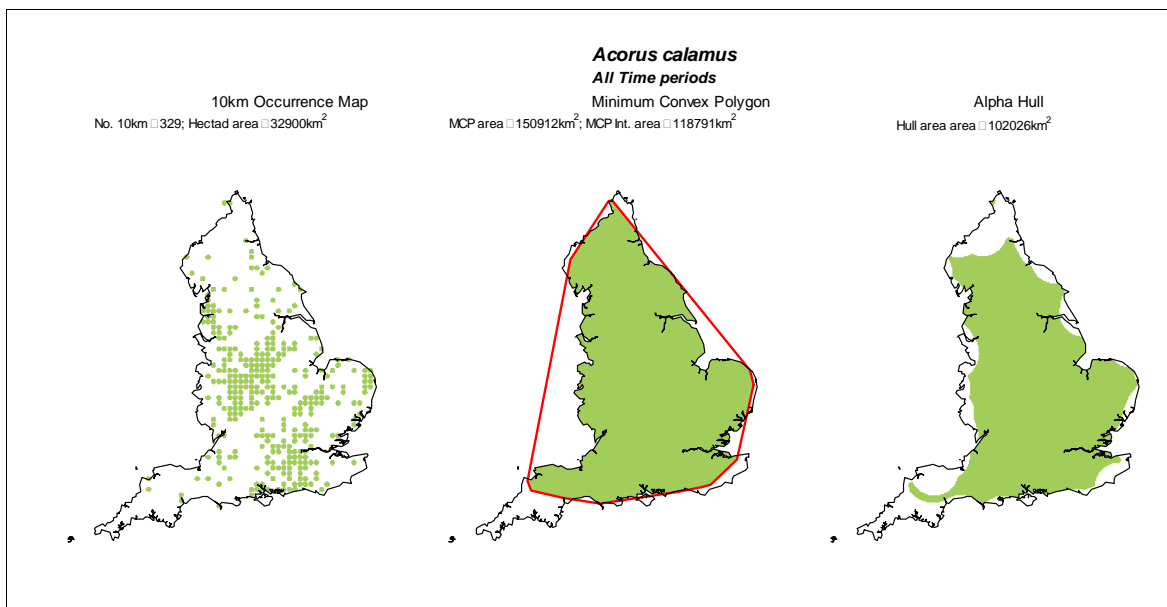 Acorus calamus
All Time periods
10km Occurrence Map
No. 10km □329; Hectad area □32900km²
Minimum Convex Polygon
MCP area □150912km²; MCP Int. area □118791km²
Alpha Hull
Hull area area □102026km²